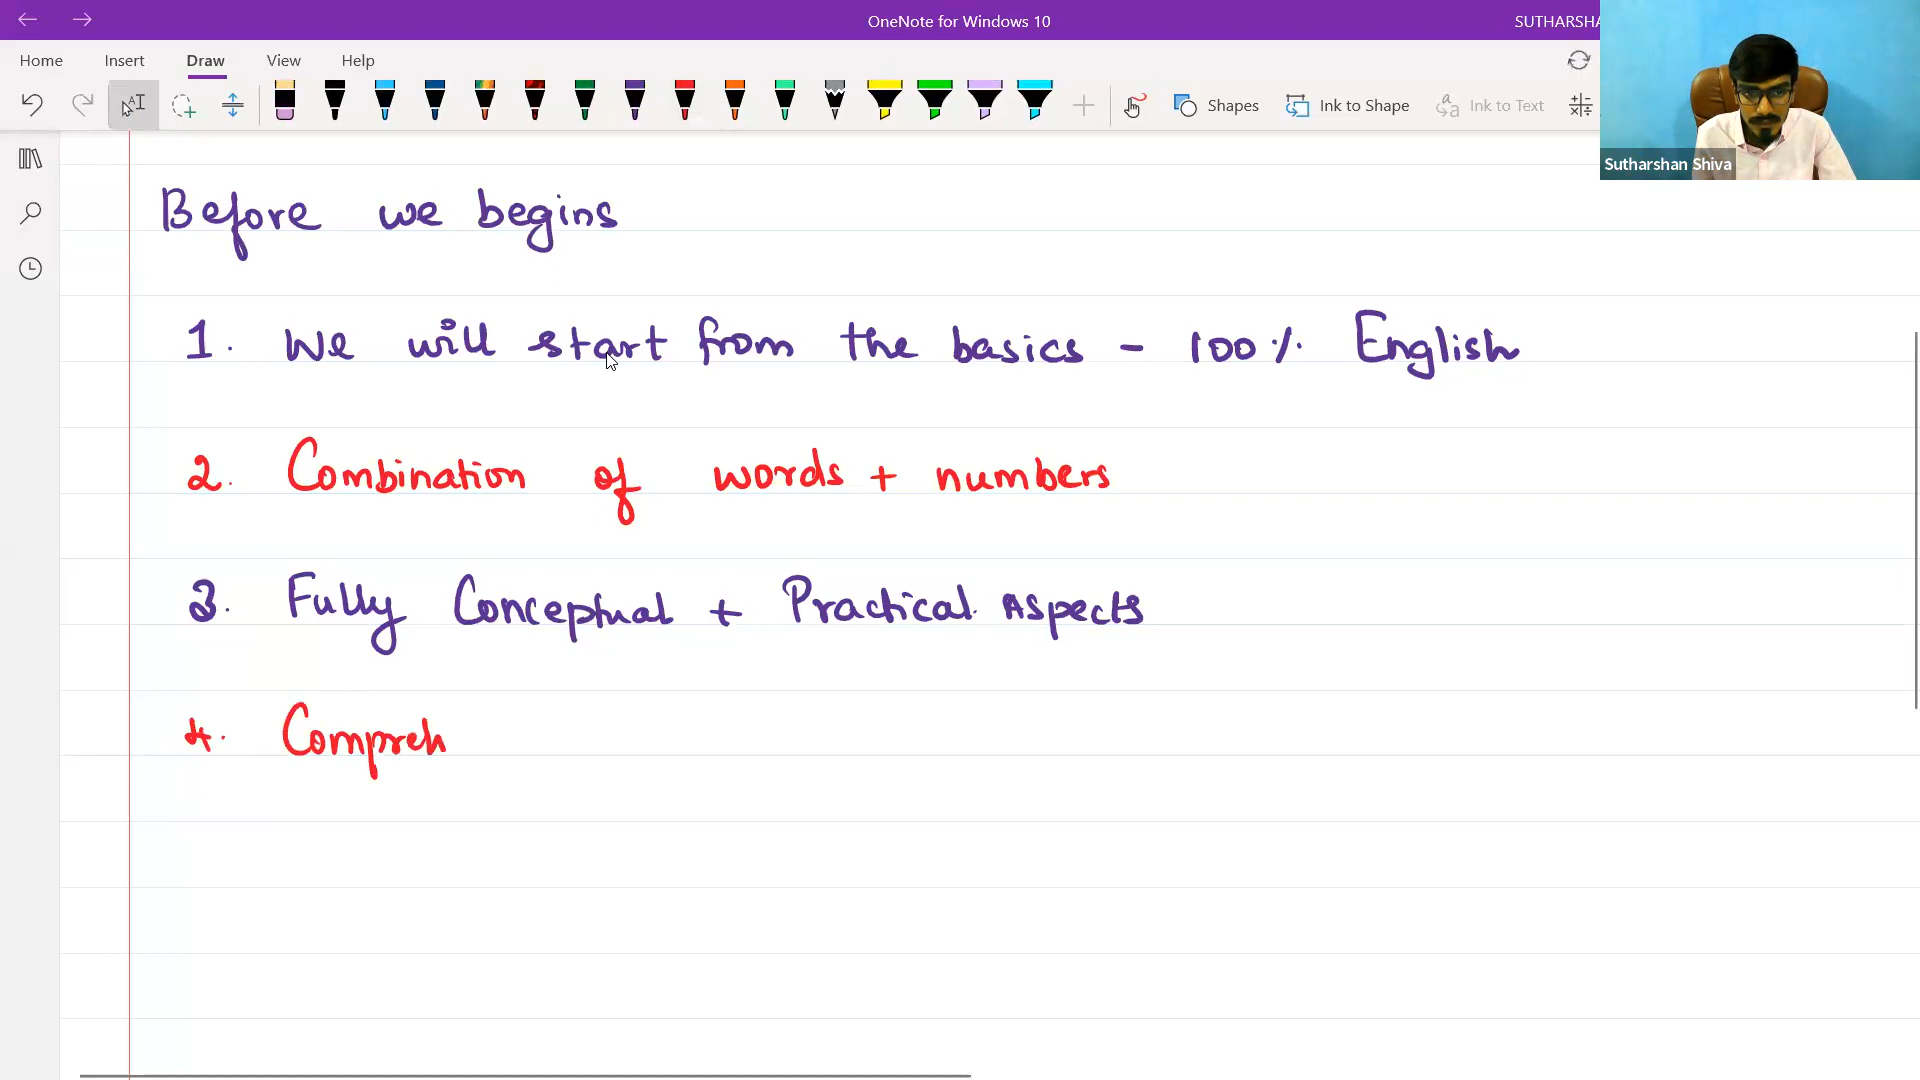 OneNote for Windows 10
SUTHARSHA
Home Insert Draw View Help
Shapes Ink to Shape Ink to Text
Sutharshan Shiva
Before we begins
1. We will start from the basics - 100% English
2. Combination of words + numbers
3. Fully Conceptual + Practical Aspects
4. Compreh